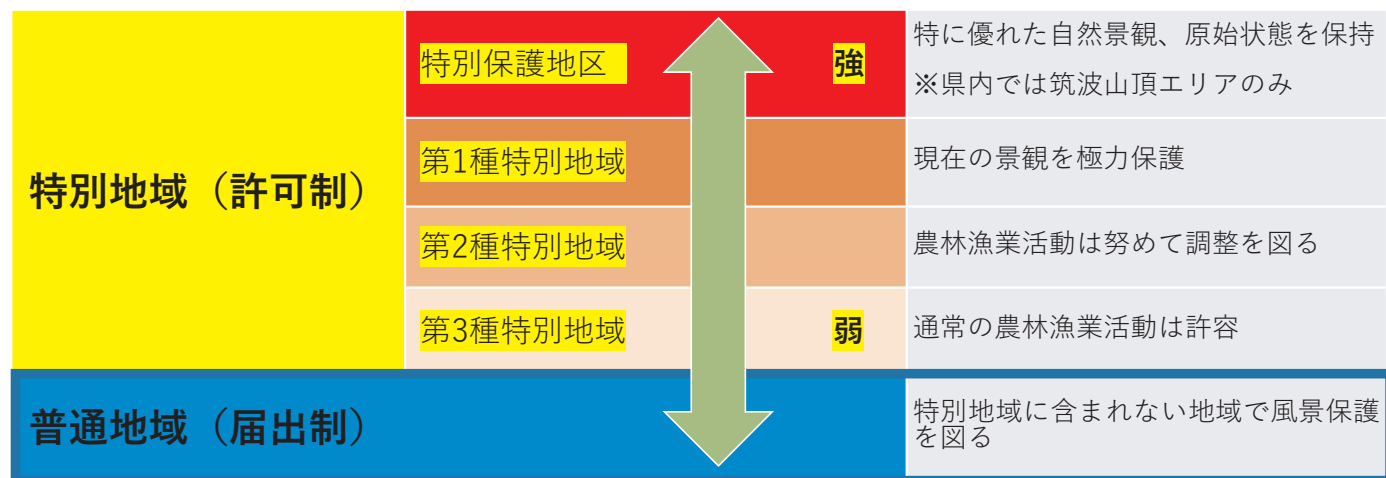 特別地域（許可制）
特別保護地区
強
特に優れた自然景観、原始状態を保持
※県内では筑波山頂エリアのみ
第1種特別地域
現在の景観を極力保護
第2種特別地域
農林漁業活動は努めて調整を図る
第3種特別地域
弱
通常の農林漁業活動は許容
普通地域（届出制）
特別地域に含まれない地域で風景保護
を図る